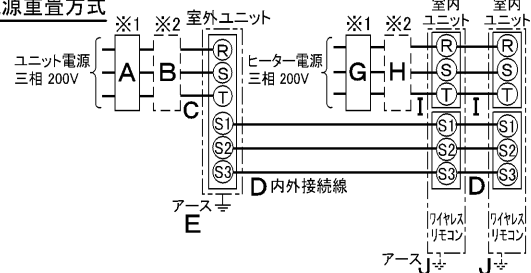 源重畳方式
※1 ※2 室外ユニット
ユニット電源
三相 200V
A B C
R
S
T
S1
S2
S3
アース
E
D 内外接続線
※1 ※2
ヒーター電源
三相 200V
G H I I
室内
ユニット
室内
ユニット
R R
S S
T T
S1 S1
S2 S2
S3 S3
D
ワイヤレス
リモコン
ワイヤレス
リモコン
アース J J